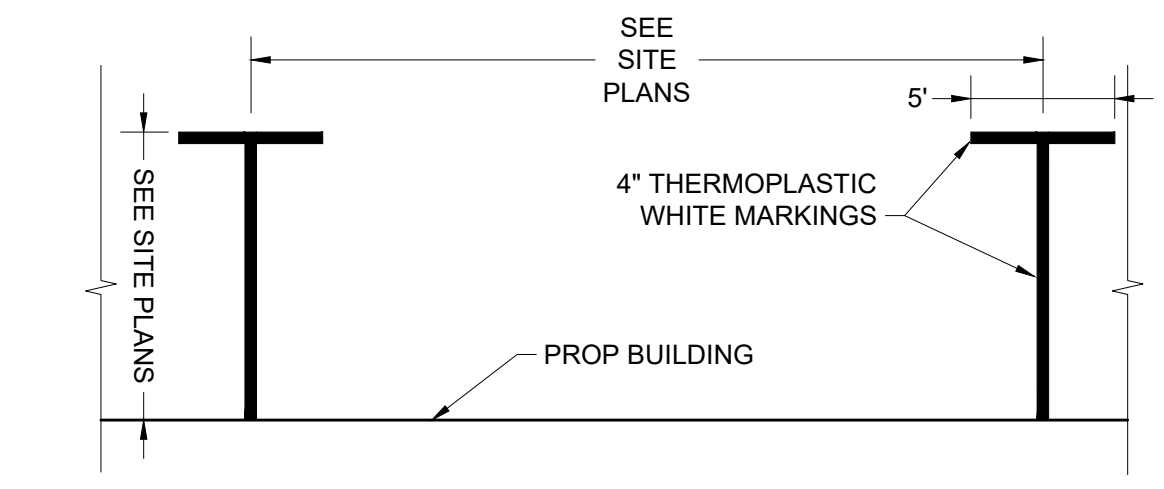 SEE
SITE
PLANS
5'
4" THERMOPLASTIC
WHITE MARKINGS
SEE SITE PLANS
PROP BUILDING